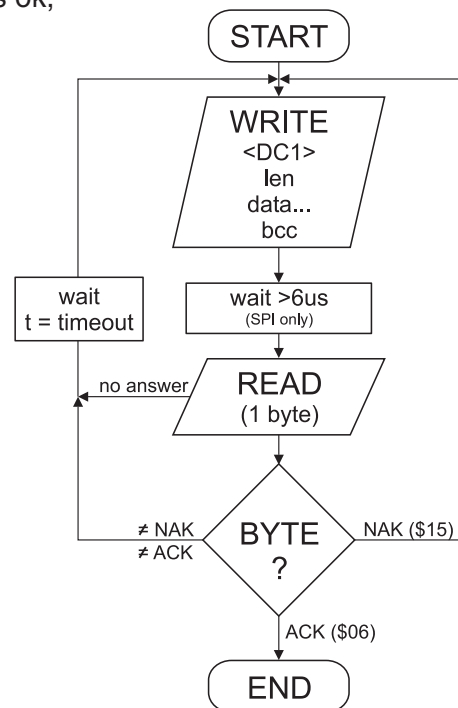 s ok,
START
WRITE
<DC1>
len
data...
bcc
wait
t = timeout
wait >6us
(SPI only)
no answer
READ
(1 byte)
≠ NAK
≠ ACK
BYTE
?
NAK ($15)
ACK ($06)
END